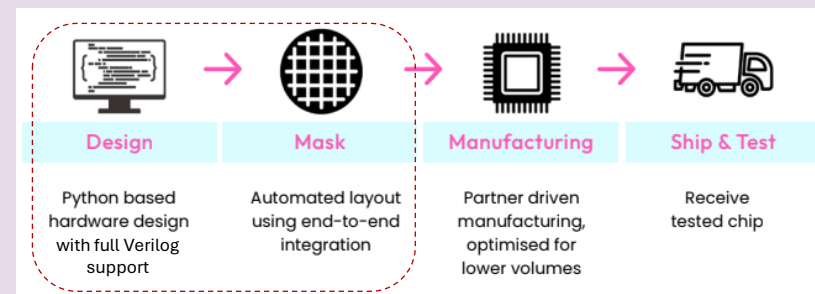 Design
Mask
Manufacturing
Ship & Test
Python based
hardware design
with full Verilog
support
Automated layout
using end-to-end
integration
Partner driven
manufacturing,
optimised for
lower volumes
Receive
tested chip